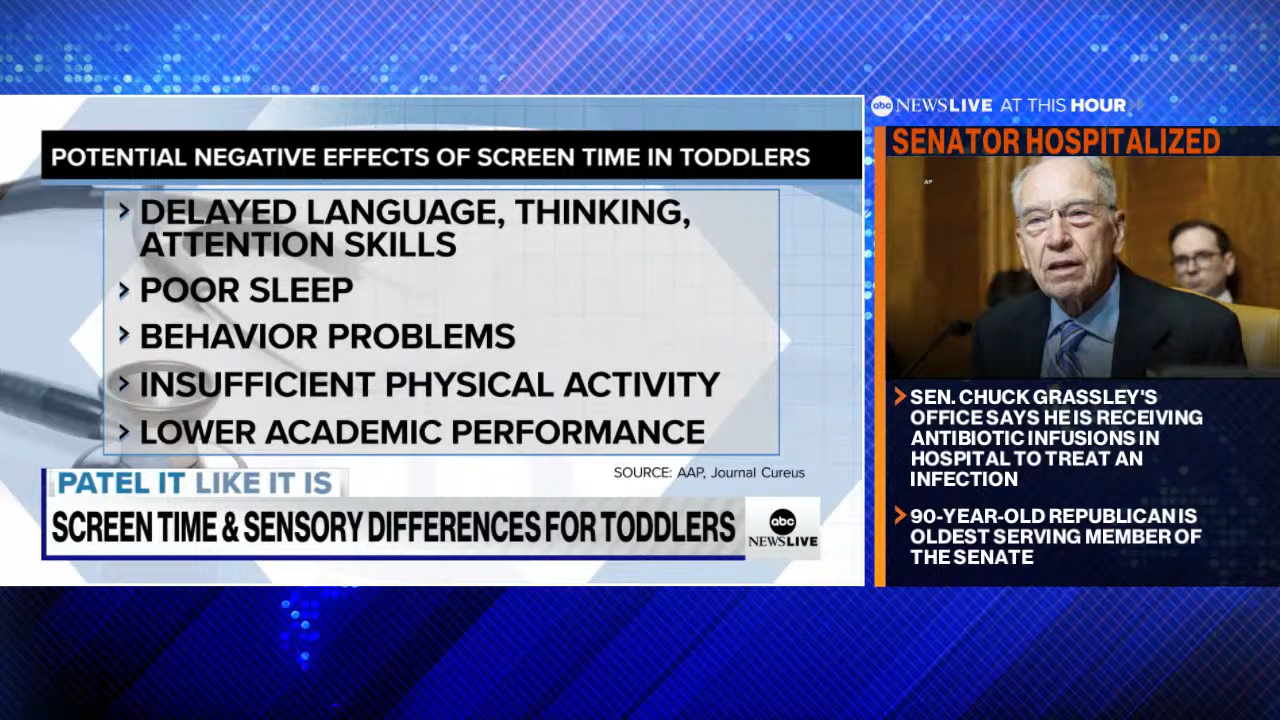 POTENTIAL NEGATIVE EFFECTS OF SCREEN TIME IN TODDLERS
> DELAYED LANGUAGE, THINKING,
ATTENTION SKILLS
> POOR SLEEP
> BEHAVIOR PROBLEMS
> INSUFFICIENT PHYSICAL ACTIVITY
> LOWER ACADEMIC PERFORMANCE
SOURCE: AAP, Journal Cureus
PATEL IT LIKE IT IS
SCREEN TIME & SENSORY DIFFERENCES FOR TODDLERS
abc
NEWSLIVE
abc NEWSLIVE AT THIS HOUR
SENATOR HOSPITALIZED
AP
> SEN. CHUCK GRASSLEY'S
OFFICE SAYS HE IS RECEIVING
ANTIBIOTIC INFUSIONS IN
HOSPITAL TO TREAT AN
INFECTION
> 90-YEAR-OLD REPUBLICAN IS
OLDEST SERVING MEMBER OF
THE SENATE